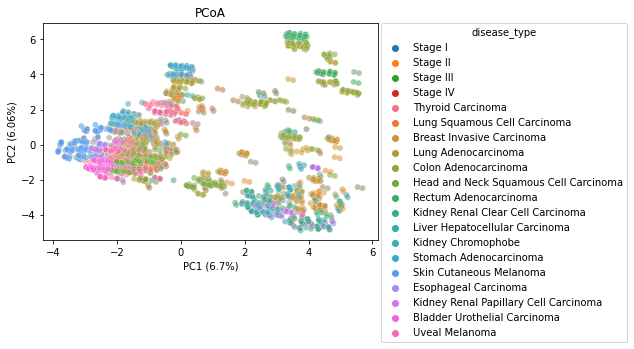 PCoA
6
4
2
0
−2
−4
PC2 (6.06%)
−4
−2
0
2
4
6
PC1 (6.7%)
disease_type
Stage I
Stage II
Stage III
Stage IV
Thyroid Carcinoma
Lung Squamous Cell Carcinoma
Breast Invasive Carcinoma
Lung Adenocarcinoma
Colon Adenocarcinoma
Head and Neck Squamous Cell Carcinoma
Rectum Adenocarcinoma
Kidney Renal Clear Cell Carcinoma
Liver Hepatocellular Carcinoma
Kidney Chromophobe
Stomach Adenocarcinoma
Skin Cutaneous Melanoma
Esophageal Carcinoma
Kidney Renal Papillary Cell Carcinoma
Bladder Urothelial Carcinoma
Uveal Melanoma